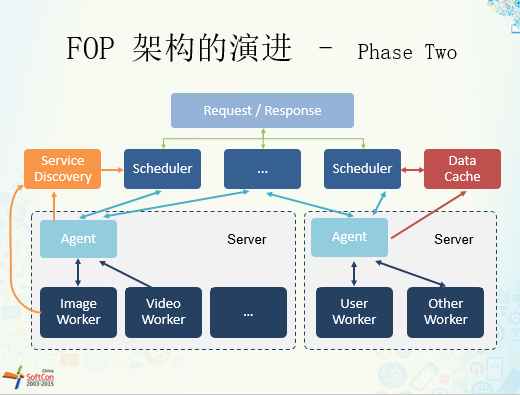 FOP 架构的演进 – Phase Two
Request / Response
Service
Discovery
Scheduler
...
Scheduler
Data
Cache
Agent
Server
Agent
Server
Image
Worker
Video
Worker
...
User
Worker
Other
Worker
China
SoftCon
2003-2015